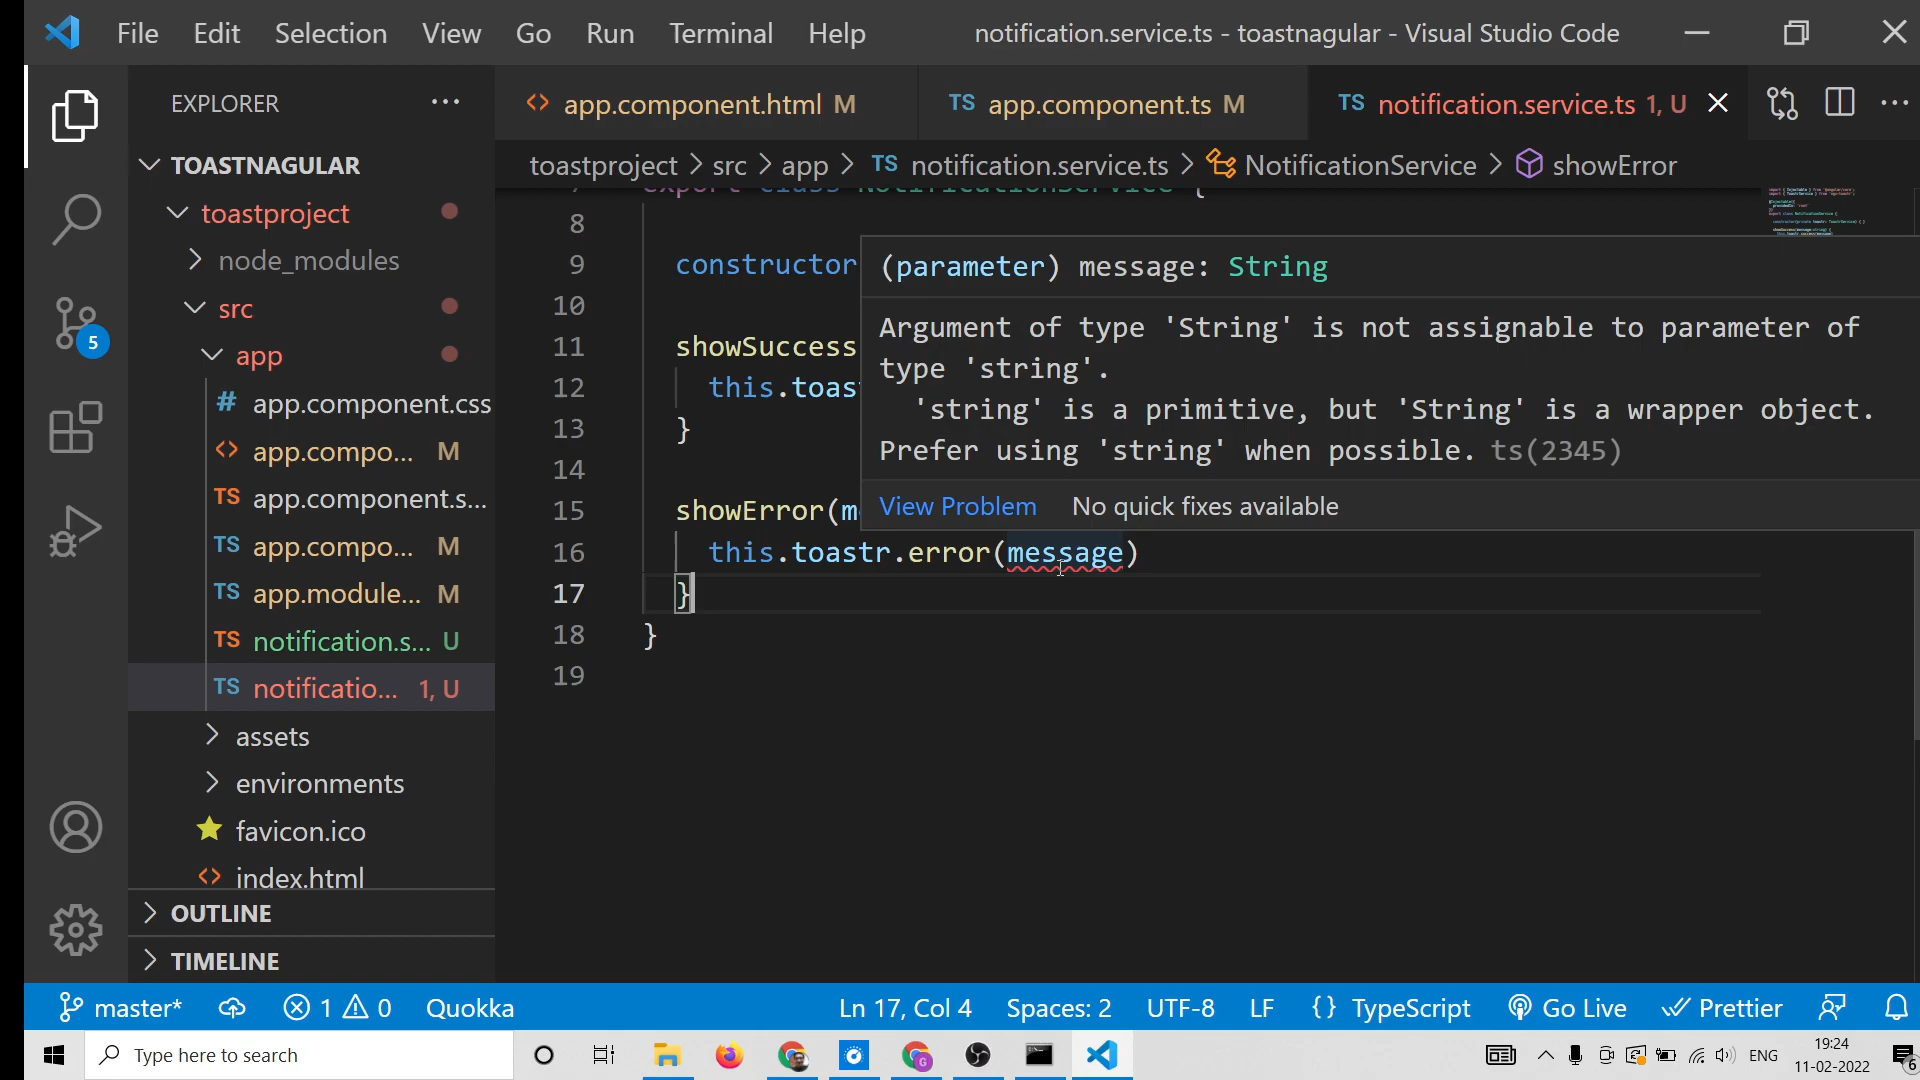 File Edit Selection View Go Run Terminal Help notification.service.ts - toastnagular - Visual Studio Code
EXPLORER ...
<> app.component.html M TS app.component.ts M TS notification.service.ts 1, U
toastproject > src > app > TS notification.service.ts > NotificationService > showError
TOASTNAGULAR
toastproject
node_modules
src
app
# app.component.css
<> app.compo... M
TS app.component.s...
TS app.compo... M
TS app.module... M
TS notification.s... U
TS notificatio... 1, U
assets
environments
favicon.ico
<> index.html
OUTLINE
TIMELINE
5
export class NotificationService {
8
9 constructor
10
11 showSuccess
12 this.toas
13 }
14
15 showError(m
16 this.toastr.error(message)
17 }
18 }
19
(parameter) message: String
Argument of type 'String' is not assignable to parameter of
type 'string'.
'string' is a primitive, but 'String' is a wrapper object.
Prefer using 'string' when possible. ts(2345)
View Problem No quick fixes available
master* 1 0 Quokka Ln 17, Col 4 Spaces: 2 UTF-8 LF {} TypeScript Go Live Prettier
Type here to search
ENG
19:24
11-02-2022
6